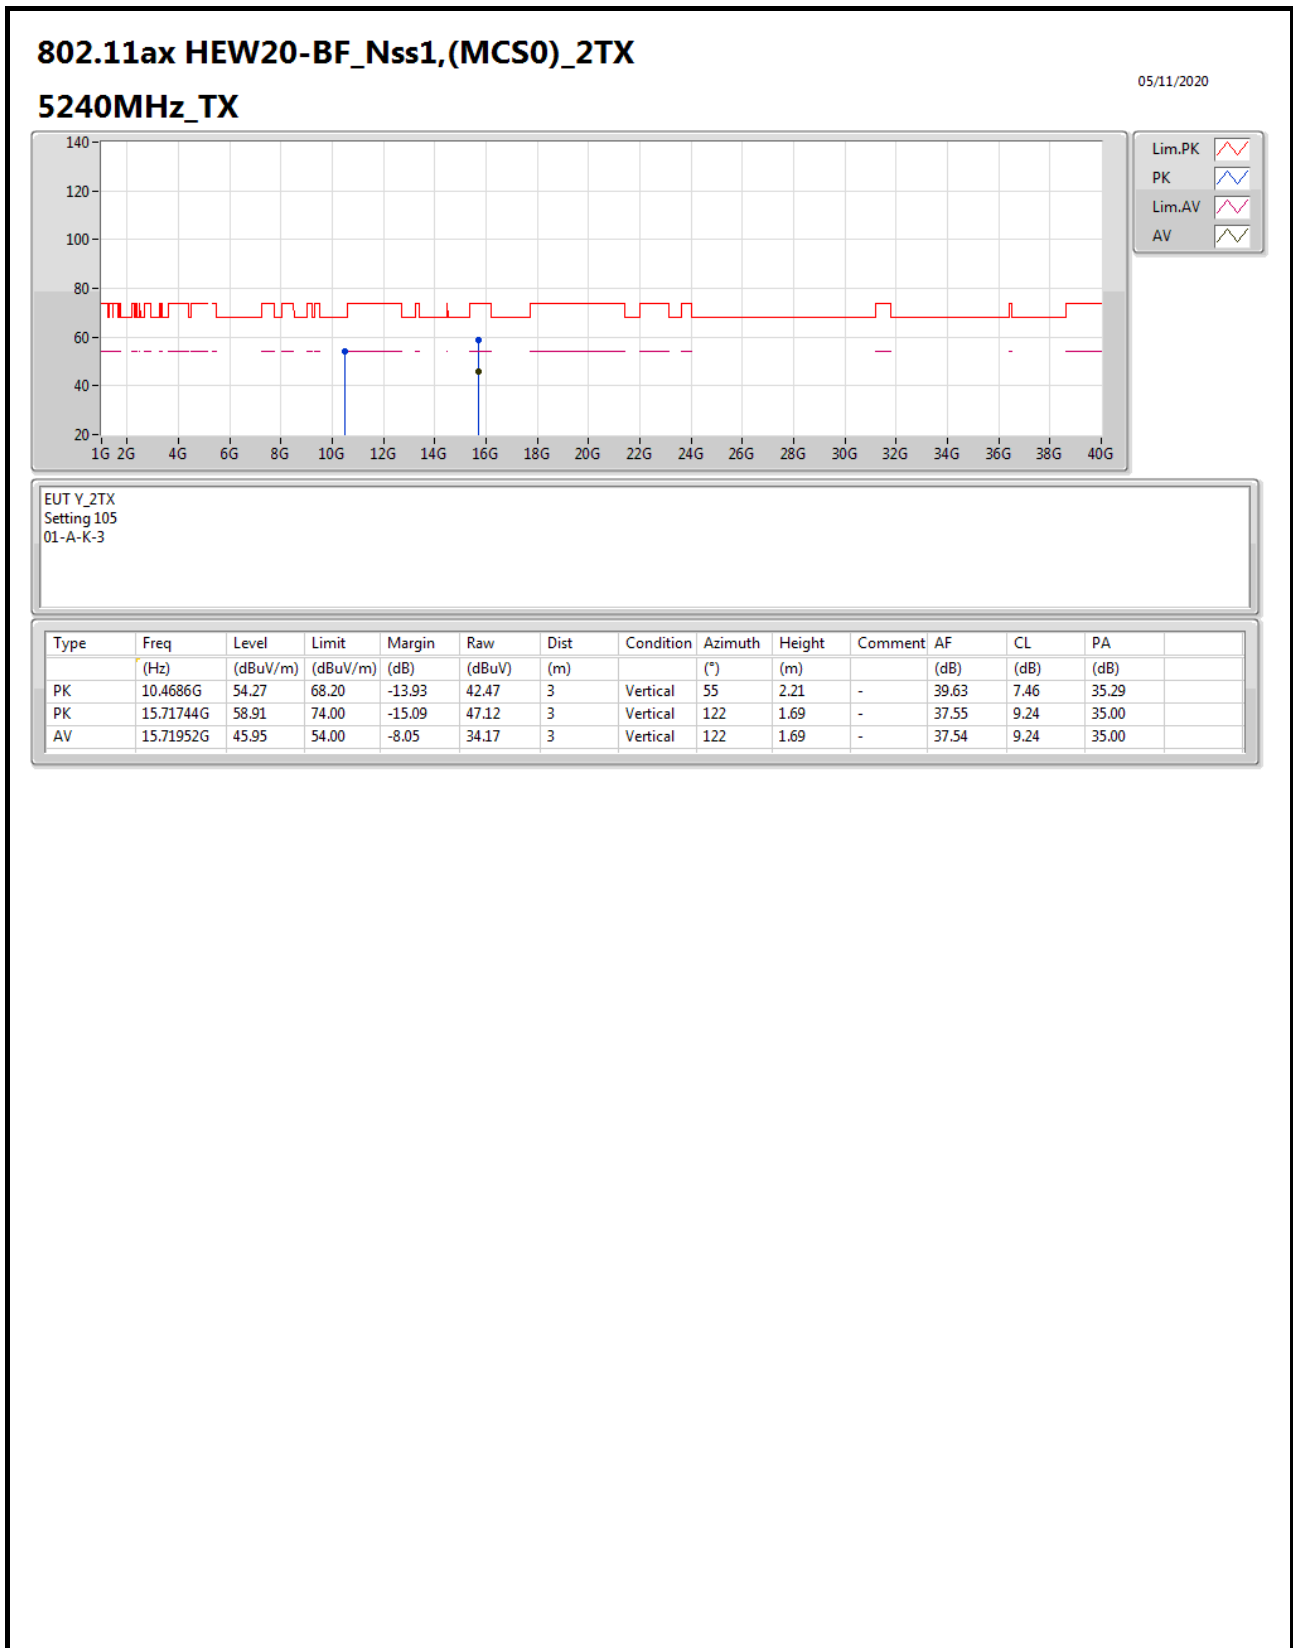 802.11ax HEW20-BF_Nss1,(MCS0)_2TX
05/11/2020
5240MHz_TX
140
120
100
80
60
40
20
1G 2G 4G 6G 8G 10G 12G 14G 16G 18G 20G 22G 24G 26G 28G 30G 32G 34G 36G 38G 40G
Lim.PK
PK
Lim.AV
AV
EUT Y_2TX
Setting 105
01-A-K-3
Type Freq Level Limit Margin Raw Dist Condition Azimuth Height Comment AF CL PA
(Hz) (dBuV/m) (dBuV/m) (dB) (dBuV) (m) (°) (m) (dB) (dB) (dB)
PK 10.4686G 54.27 68.20 -13.93 42.47 3 Vertical 55 2.21 - 39.63 7.46 35.29
PK 15.71744G 58.91 74.00 -15.09 47.12 3 Vertical 122 1.69 - 37.55 9.24 35.00
AV 15.71952G 45.95 54.00 -8.05 34.17 3 Vertical 122 1.69 - 37.54 9.24 35.00